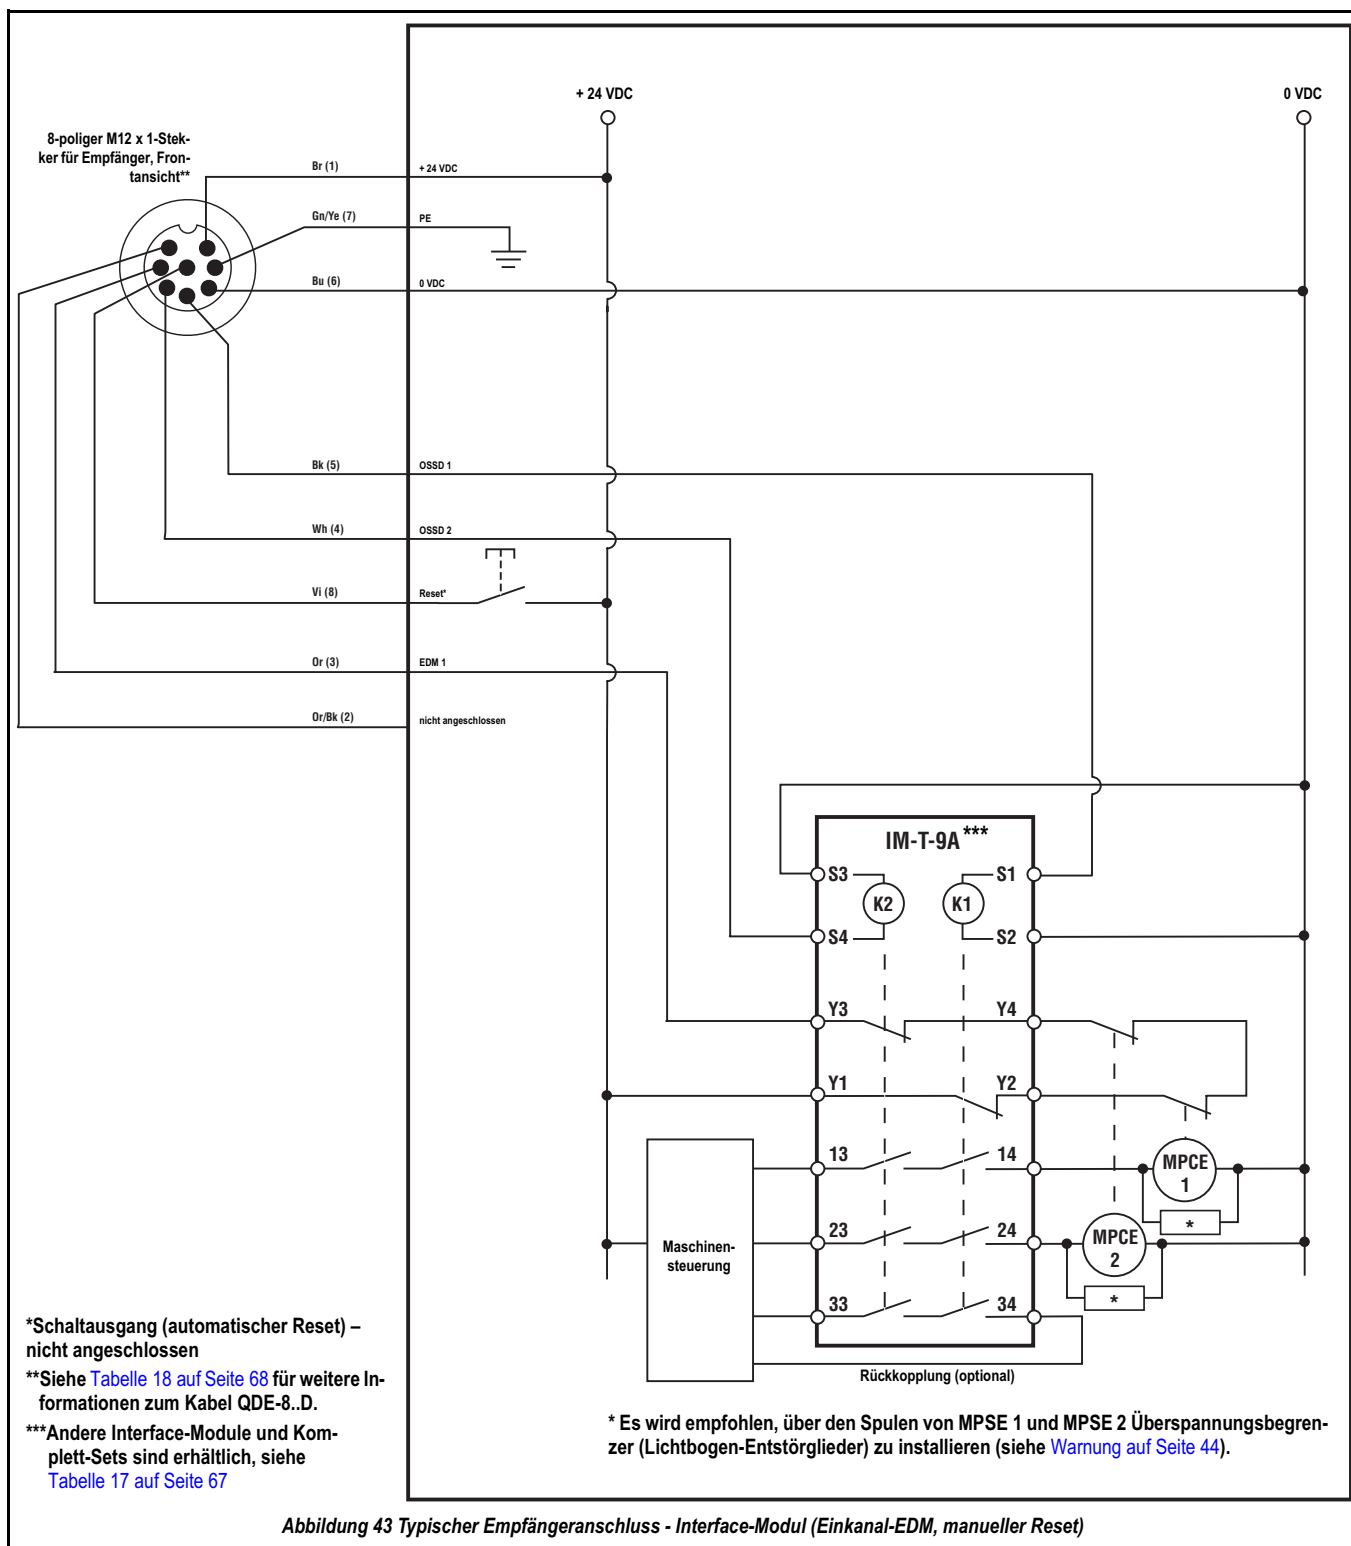 + 24 VDC
0 VDC
8-poliger M12 x 1-Stek-
ker für Empfänger, Fron-
tansicht**
Br (1)
+ 24 VDC
Gn/Ye (7)
PE
Bu (6)
0 VDC
Bk (5)
OSSD 1
Wh (4)
OSSD 2
Vi (8)
Reset*
Or (3)
EDM 1
Or/Bk (2)
nicht angeschlossen
IM-T-9A***
S3
S1
K2
K1
S4
S2
Y3
Y4
Y1
Y2
13
14
MPCE
1
*
23
24
MPCE
2
*
Maschinen-
steuerung
33
34
Rückkopplung (optional)
*Schaltausgang (automatischer Reset) –
nicht angeschlossen
**Siehe Tabelle 18 auf Seite 68 für weitere In-
formationen zum Kabel QDE-8..D.
***Andere Interface-Module und Kom-
plett-Sets sind erhältlich, siehe
Tabelle 17 auf Seite 67
* Es wird empfohlen, über den Spulen von MPSE 1 und MPSE 2 Überspannungsbegren-
zer (Lichtbogen-Entstörglieder) zu installieren (siehe Warnung auf Seite 44).
Abbildung 43 Typischer Empfängeranschluss - Interface-Modul (Einkanal-EDM, manueller Reset)